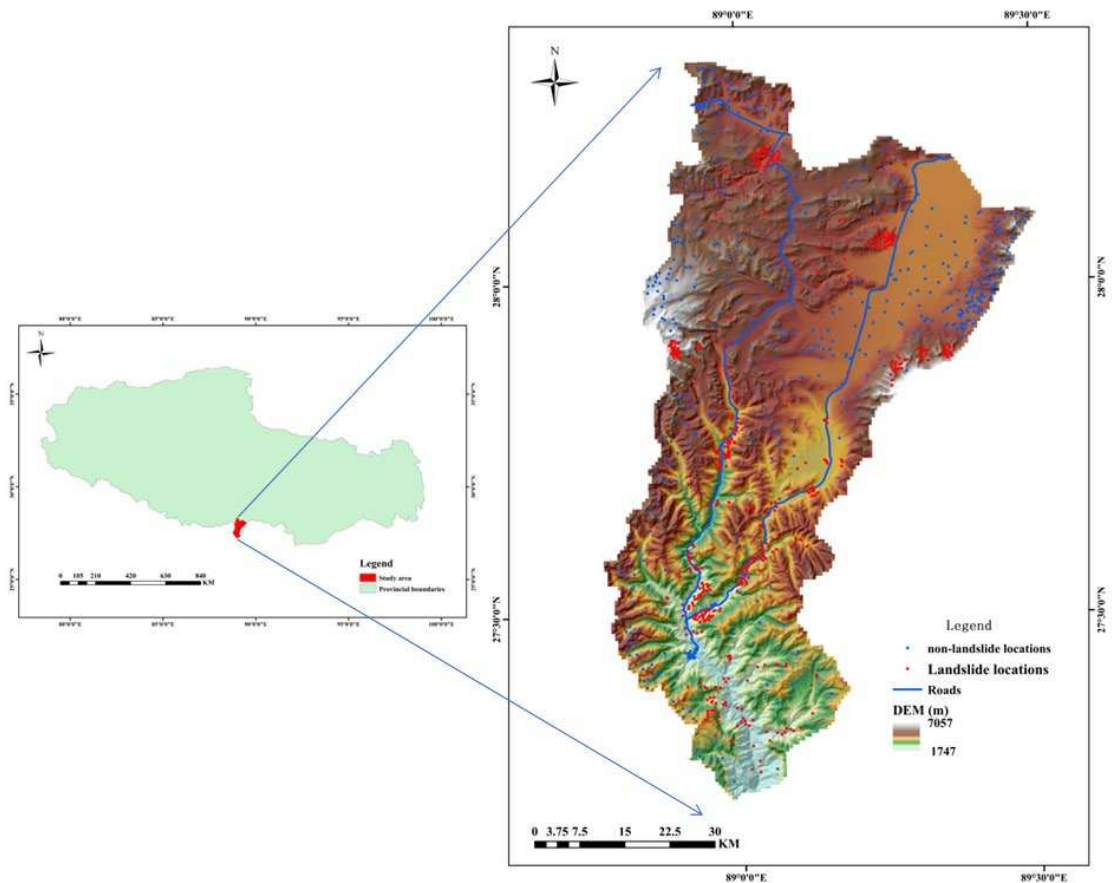 89°0'0"E
89°30'0"E
N
28°0'0"N
28°0'0"N
N
Legend
Study area
Provincial boundaries
0 105 210 420 630 840
KM
27°30'0"N
27°30'0"N
Legend
non-landslide locations
Landslide locations
Roads
DEM (m)
7057
1747
0 3.75 7.5 15 22.5 30
KM
89°0'0"E
89°30'0"E